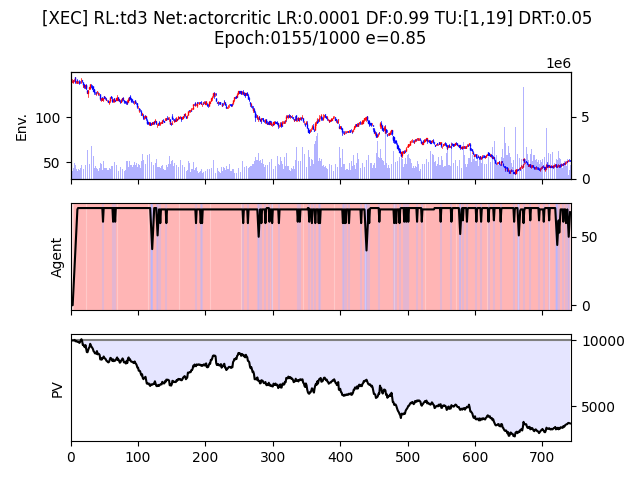 [XEC] RL:td3 Net:actorcritic LR:0.0001 DF:0.99 TU:[1,19] DRT:0.05
Epoch:0155/1000 e=0.85
1e6
Env.
100
50
5
0
Agent
50
0
PV
10000
5000
0 100 200 300 400 500 600 700